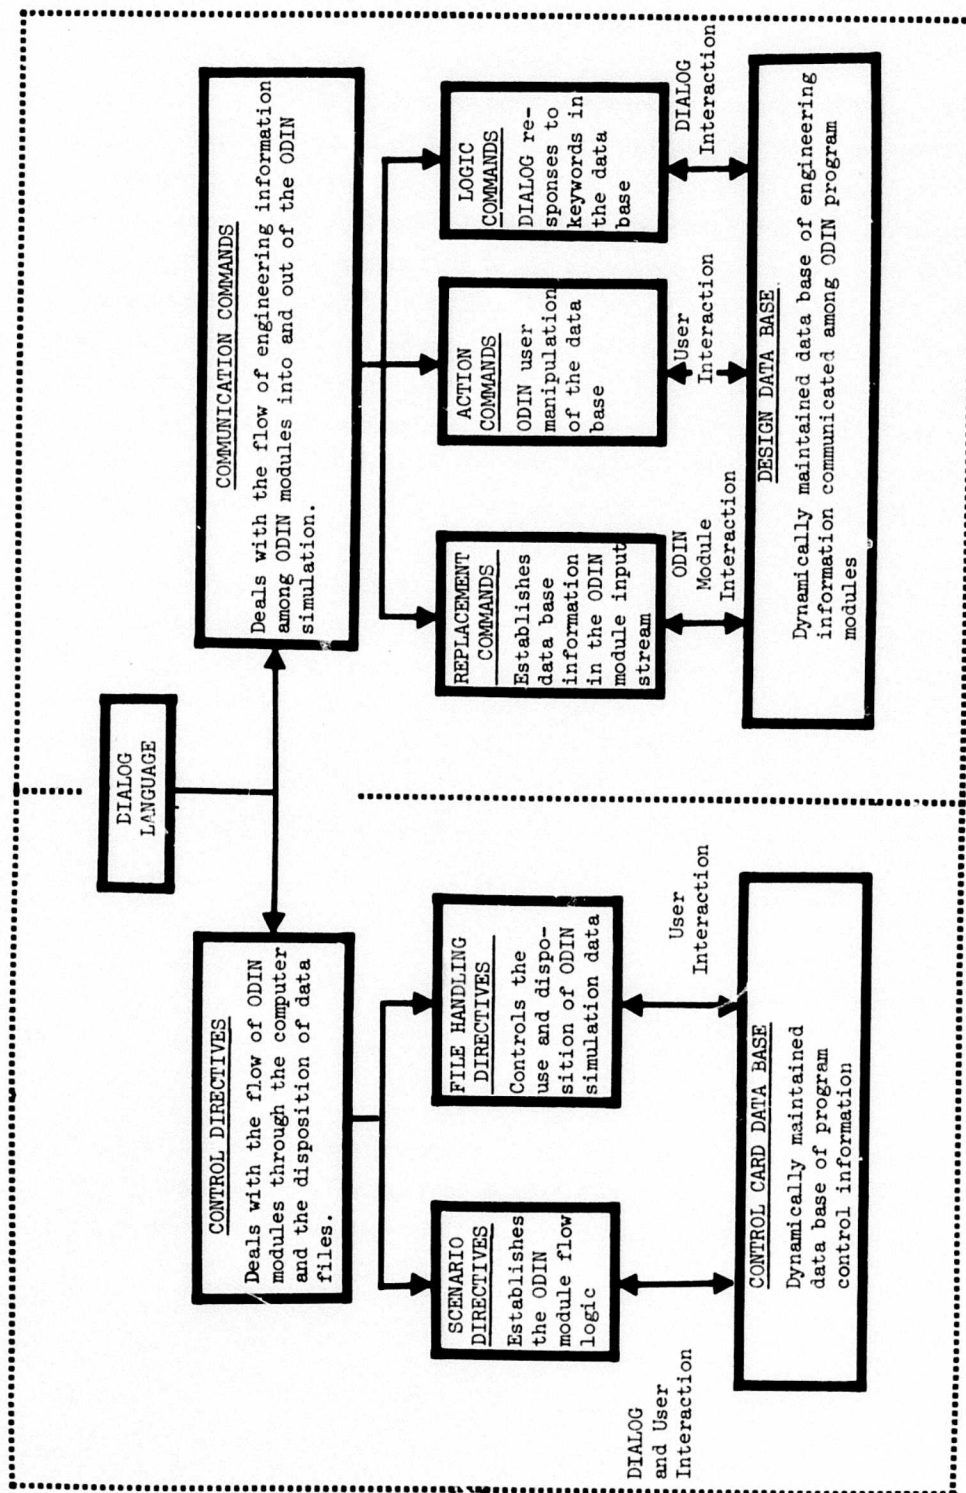 DIALOG
LANGUAGE
CONTROL DIRECTIVES
Deals with the flow of ODIN
modules through the computer
and the disposition of data
files.
COMMUNICATION COMMANDS
Deals with the flow of engineering information
among ODIN modules into and out of the ODIN
simulation.
SCENARIO
DIRECTIVES
Establishes
the ODIN
module flow
logic
FILE HANDLING
DIRECTIVES
Controls the
use and dispo-
sition of ODIN
simulation data
REPLACEMENT
COMMANDS
Establishes
data base
information
in the ODIN
module input
stream
ACTION
COMMANDS
ODIN user
manipulation
of the data
base
LOGIC
COMMANDS
DIALOG re-
sponses to
keywords in
the data
base
DIALOG
and User
Interaction
User
Interaction
ODIN
Module
Interaction
User
Interaction
DIALOG
Interaction
CONTROL CARD DATA BASE
Dynamically maintained
data base of program
control information
DESIGN DATA BASE
Dynamically maintained data base of engineering
information communicated among ODIN program
modules